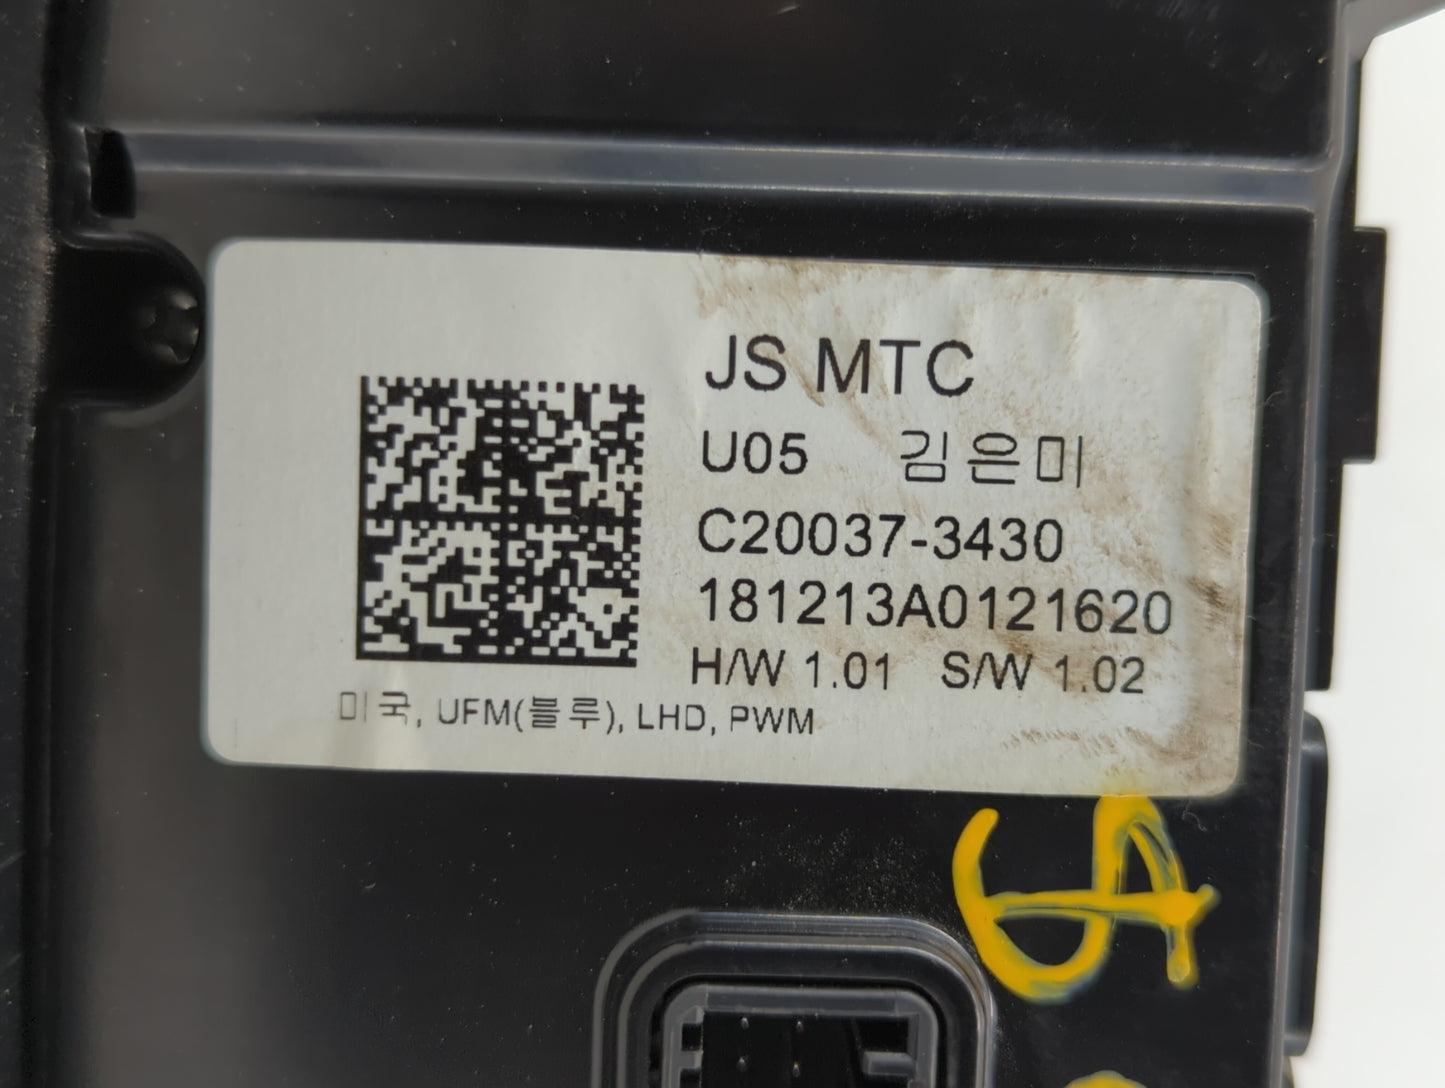 JS MTC
U05 김은미
C20037-3430
181213A0121620
H/W 1.01 S/W 1.02
미국, UFM(블루), LHD, PWM